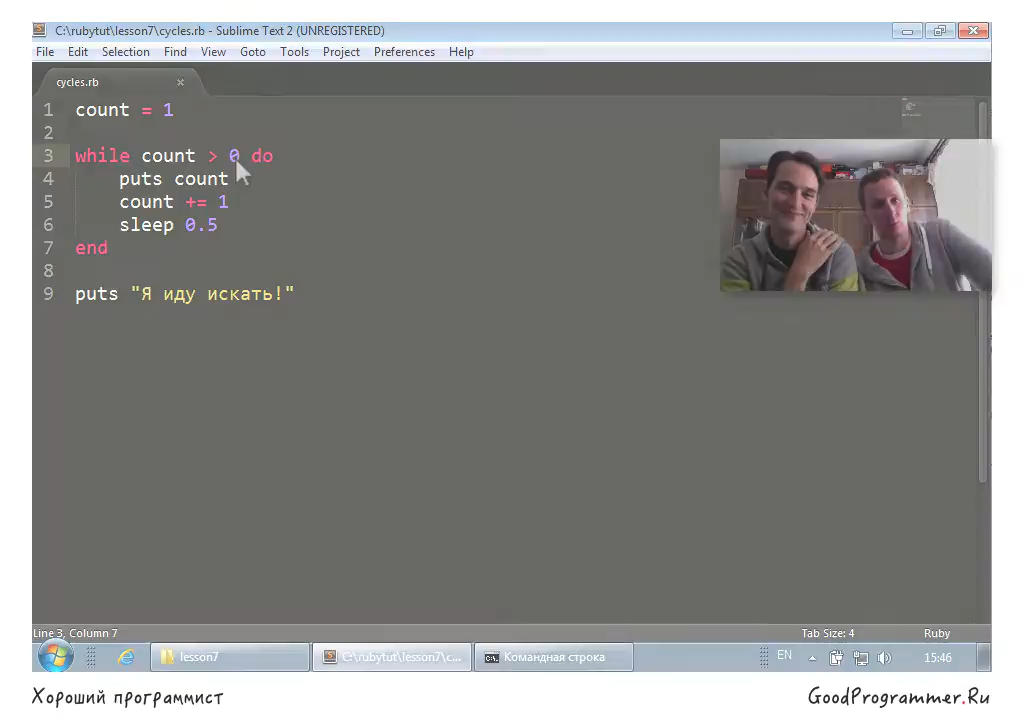 C:\rubytut\lesson7\cycles.rb - Sublime Text 2 (UNREGISTERED)
File Edit Selection Find View Goto Tools Project Preferences Help
cycles.rb ×
1 count = 1
2
3 while count > 0 do
4 puts count
5 count += 1
6 sleep 0.5
7 end
8
9 puts "Я иду искать!"
Line 3, Column 7 Tab Size: 4 Ruby
lesson7 C:\rubytut\lesson7\c... Командная строка EN 15:46
Хороший программист GoodProgrammer.Ru